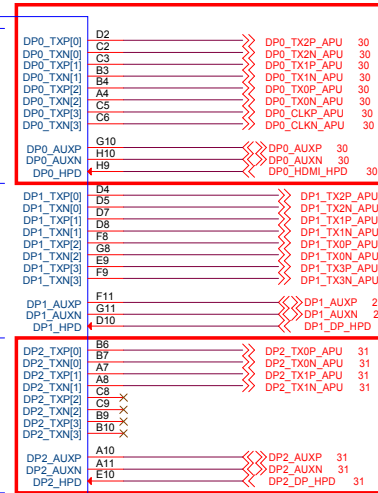 DP0_TXP[0] D2 DP0_TX2P_APU 30
DP0_TXN[0] C2 DP0_TX2N_APU 30
DP0_TXP[1] C3 DP0_TX1P_APU 30
DP0_TXN[1] B3 DP0_TX1N_APU 30
DP0_TXP[2] B4 DP0_TX0P_APU 30
DP0_TXN[2] A4 DP0_TX0N_APU 30
DP0_TXP[3] C5 DP0_CLKP_APU 30
DP0_TXN[3] C6 DP0_CLKN_APU 30
DP0_AUXP G10 DP0_AUXP 30
DP0_AUXN H10 DP0_AUXN 30
DP0_HPD H9 DP0_HDMI_HPD 30
DP1_TXP[0] D4 DP1_TX2P_APU
DP1_TXN[0] D5 DP1_TX2N_APU
DP1_TXP[1] D7 DP1_TX1P_APU
DP1_TXN[1] D8 DP1_TX1N_APU
DP1_TXP[2] F8 DP1_TX0P_APU
DP1_TXN[2] G8 DP1_TX0N_APU
DP1_TXP[3] E9 DP1_TX3P_APU
DP1_TXN[3] F9 DP1_TX3N_APU
DP1_AUXP F11 DP1_AUXP 2
DP1_AUXN G11 DP1_AUXN 2
DP1_HPD D10 DP1_DP_HPD
DP2_TXP[0] B6 DP2_TX0P_APU 31
DP2_TXN[0] B7 DP2_TX0N_APU 31
DP2_TXP[1] A7 DP2_TX1P_APU 31
DP2_TXN[1] A8 DP2_TX1N_APU 31
DP2_TXP[2] C8
DP2_TXN[2] C9
DP2_TXP[3] B9
DP2_TXN[3] B10
DP2_AUXP A10 DP2_AUXP 31
DP2_AUXN A11 DP2_AUXN 31
DP2_HPD E10 DP2_DP_HPD 31